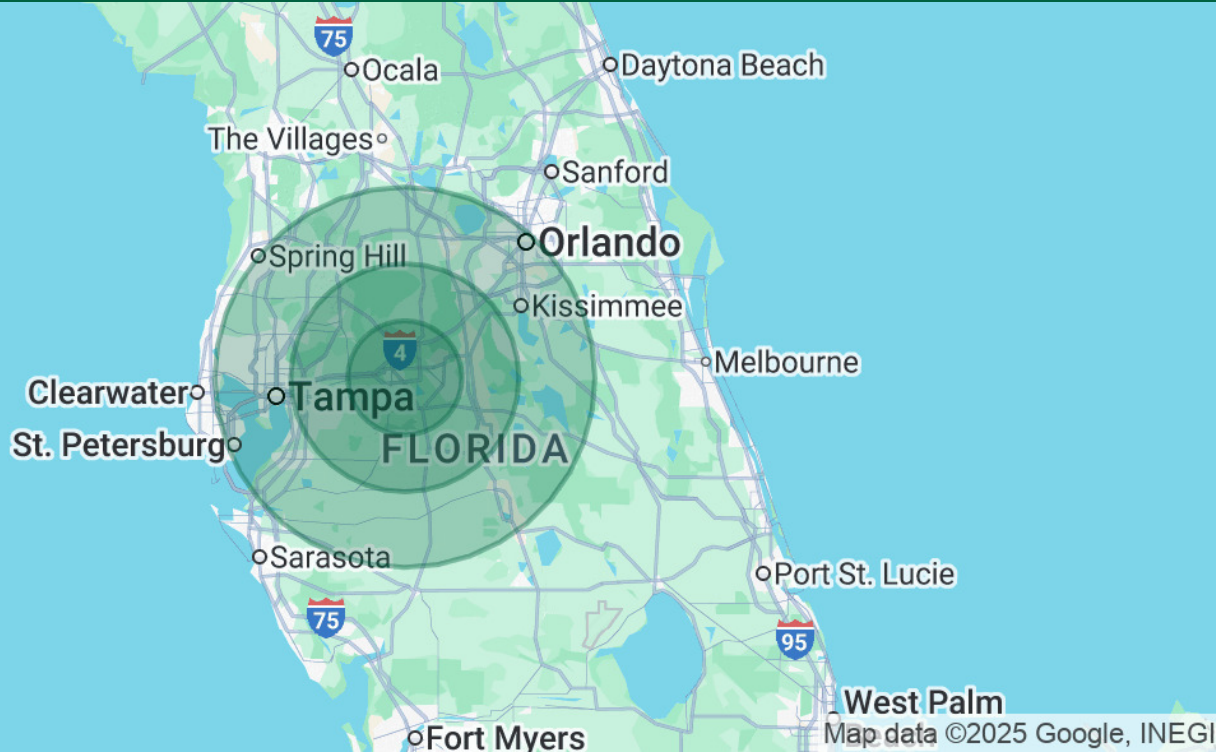 75
Ocala
Daytona Beach
The Villages
Sanford
Orlando
Spring Hill
Kissimmee
4
Melbourne
Clearwater
Tampa
St. Petersburg
FLORIDA
Sarasota
Port St. Lucie
75
95
West Palm
Beach
Map data ©2025 Google, INEGI
Fort Myers